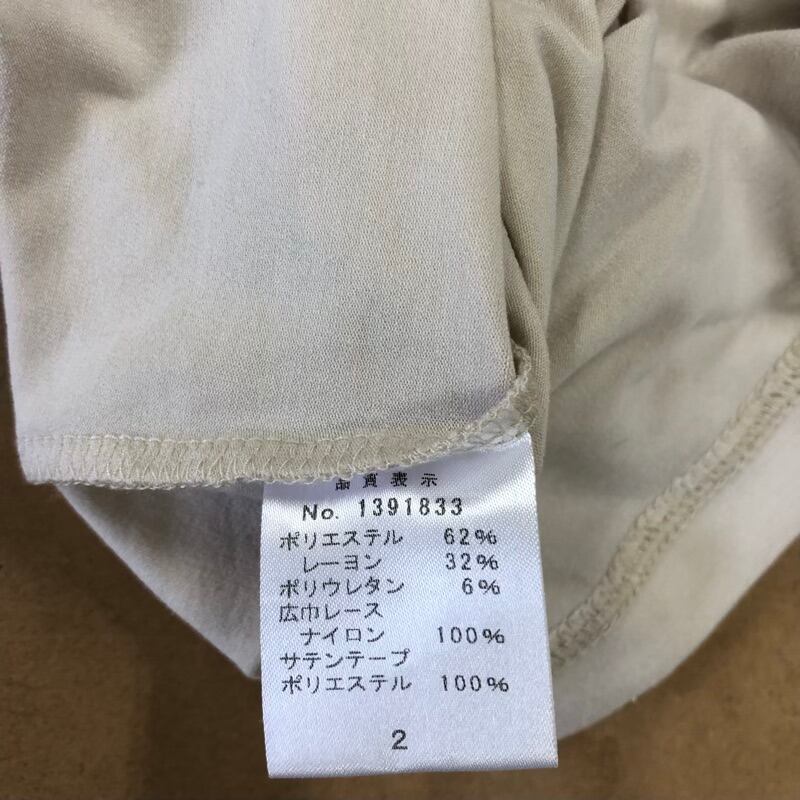 品質表示
No. 1391833
ポリエステル 62%
レーヨン 32%
ポリウレタン 6%
広巾レース
ナイロン 100%
サテンテープ
ポリエステル 100%
2